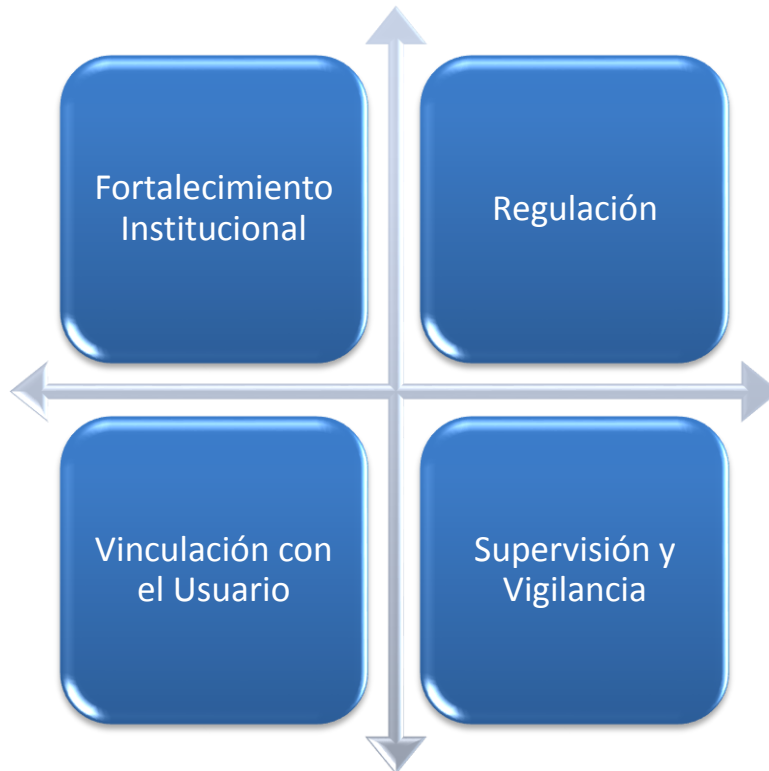 Fortalecimiento
Institucional
Regulación
Vinculación con
el Usuario
Supervisión y
Vigilancia